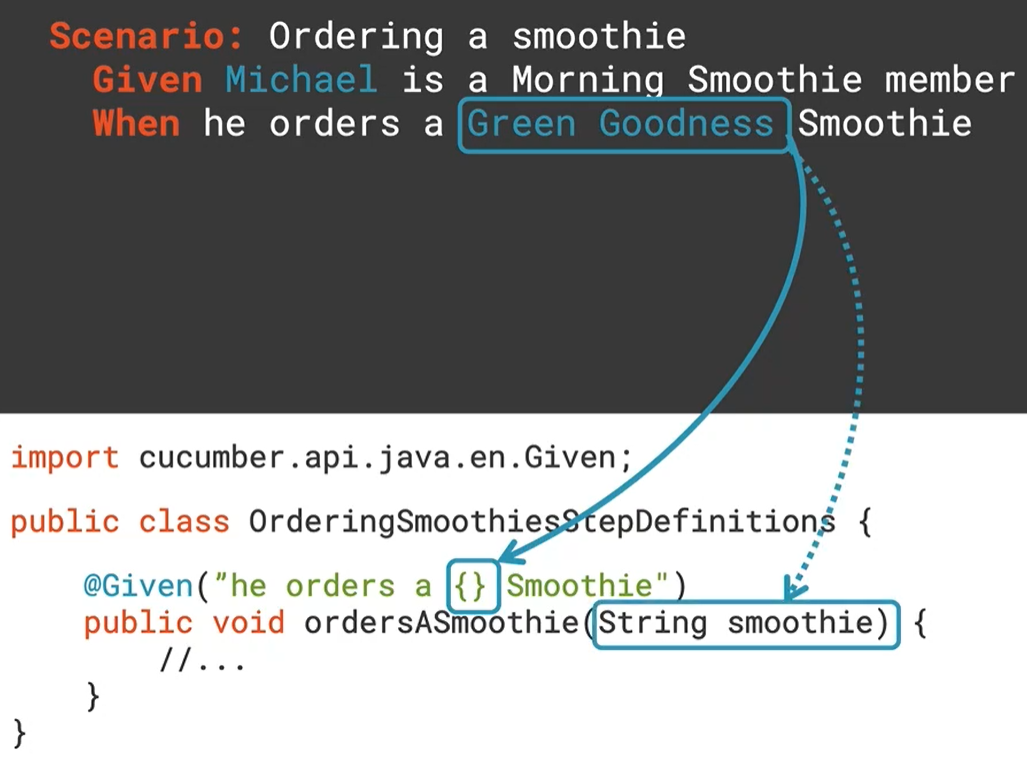 Scenario: Ordering a smoothie
Given Michael is a Morning Smoothie member
When he orders a Green Goodness Smoothie
import cucumber.api.java.en.Given;
public class OrderingSmoothiesStepDefinitions {
@Given(”he orders a {} Smoothie")
public void ordersASmoothie(String smoothie) {
//...
}
}